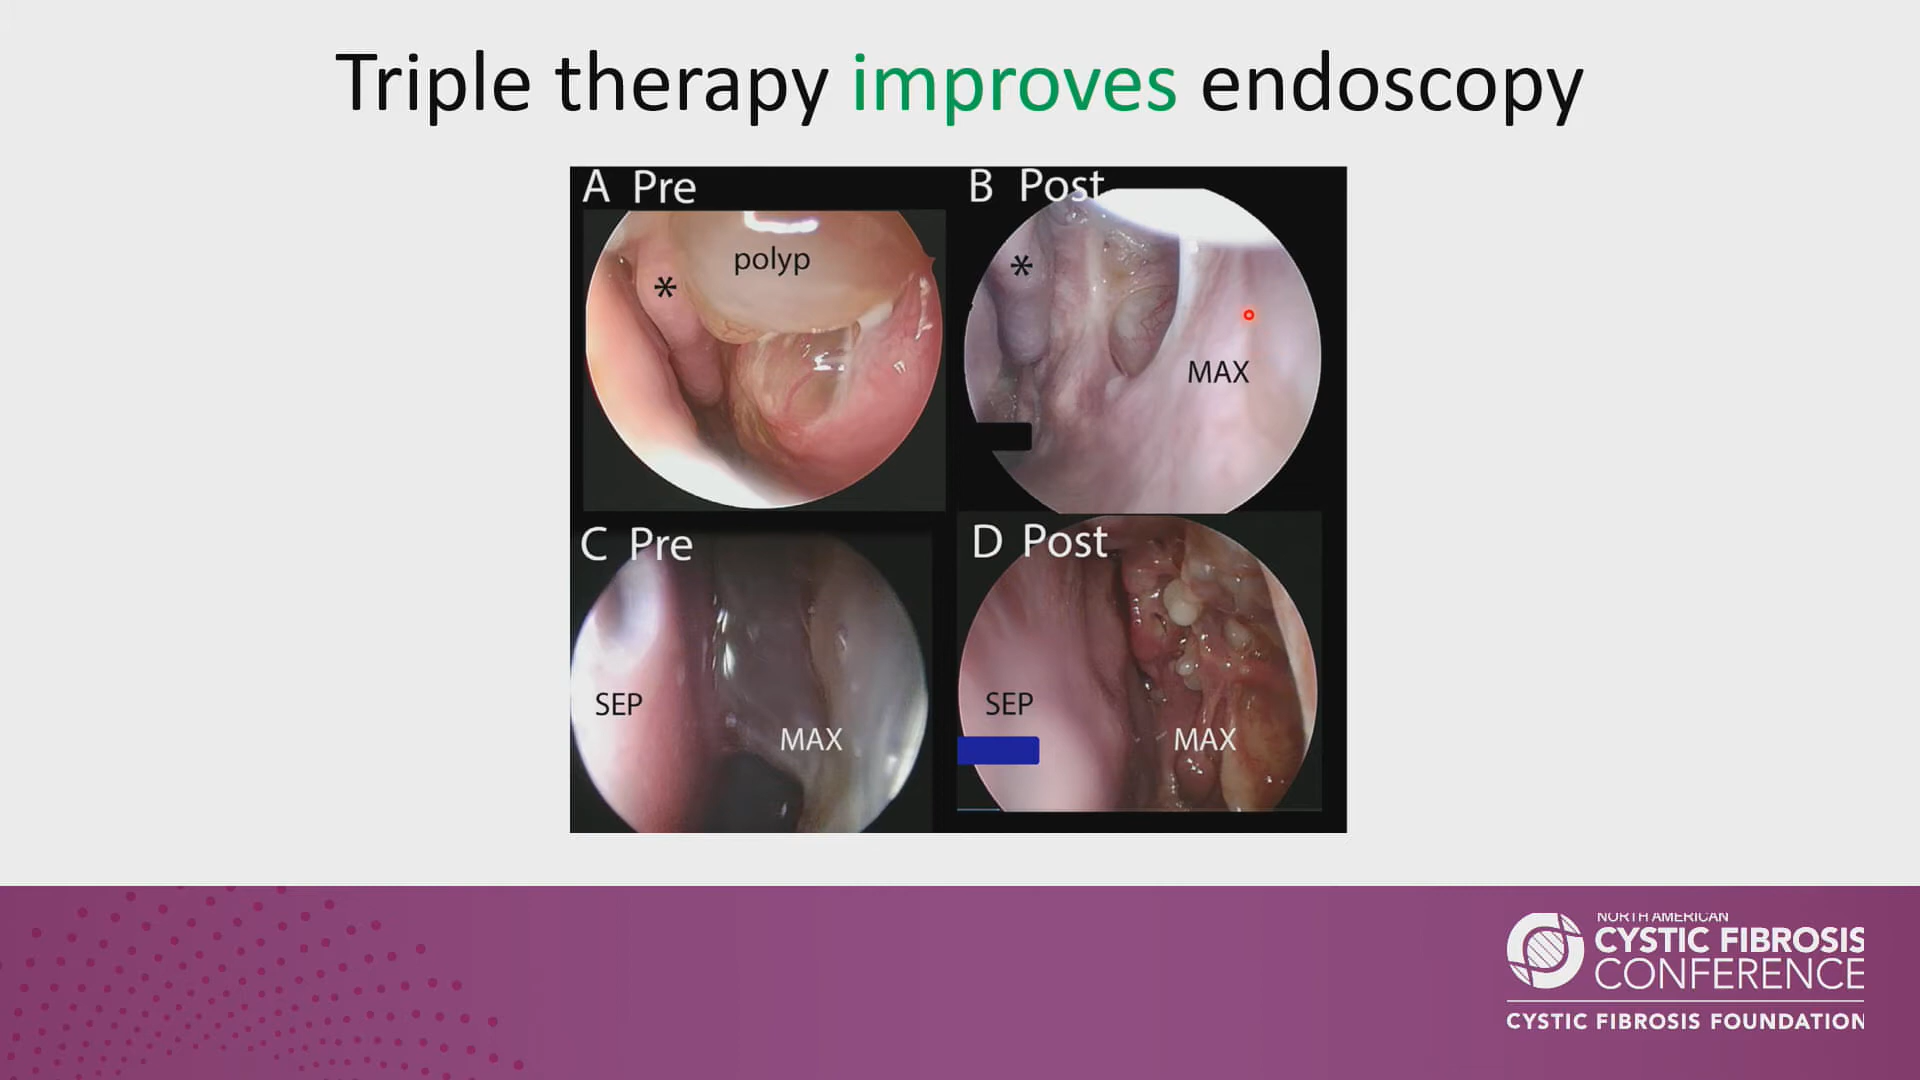 Triple therapy improves endoscopy
A Pre
B Post
polyp
*
*
MAX
C Pre
D Post
SEP
MAX
SEP
MAX
NORTH AMERICAN
CYSTIC FIBROSIS
CONFERENCE
CYSTIC FIBROSIS FOUNDATION